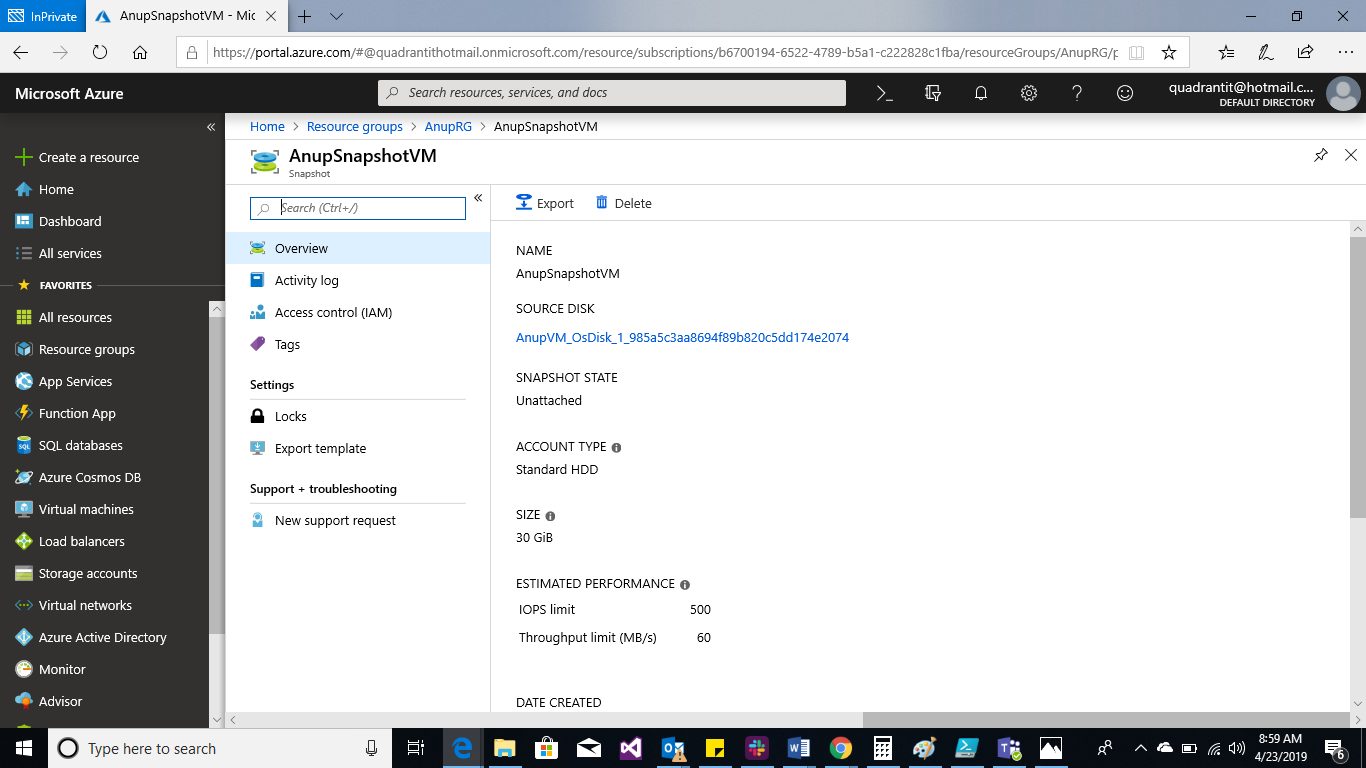 InPrivate
AnupSnapshotVM - Mic
https://portal.azure.com/#@quadrantithotmail.onmicrosoft.com/resource/subscriptions/b6700194-6522-4789-b5a1-c222828c1fba/resourceGroups/AnupRG/p
Microsoft Azure
Search resources, services, and docs
quadrantit@hotmail.c...
DEFAULT DIRECTORY
Create a resource
Home
Dashboard
All services
FAVORITES
All resources
Resource groups
App Services
Function App
SQL databases
Azure Cosmos DB
Virtual machines
Load balancers
Storage accounts
Virtual networks
Azure Active Directory
Monitor
Advisor
Home > Resource groups > AnupRG > AnupSnapshotVM
AnupSnapshotVM
Snapshot
Search (Ctrl+/)
Overview
Activity log
Access control (IAM)
Tags
Settings
Locks
Export template
Support + troubleshooting
New support request
Export Delete
NAME
AnupSnapshotVM
SOURCE DISK
AnupVM_OsDisk_1_985a5c3aa8694f89b820c5dd174e2074
SNAPSHOT STATE
Unattached
ACCOUNT TYPE
Standard HDD
SIZE
30 GiB
ESTIMATED PERFORMANCE
IOPS limit 500
Throughput limit (MB/s) 60
DATE CREATED
Type here to search
8:59 AM
4/23/2019
6